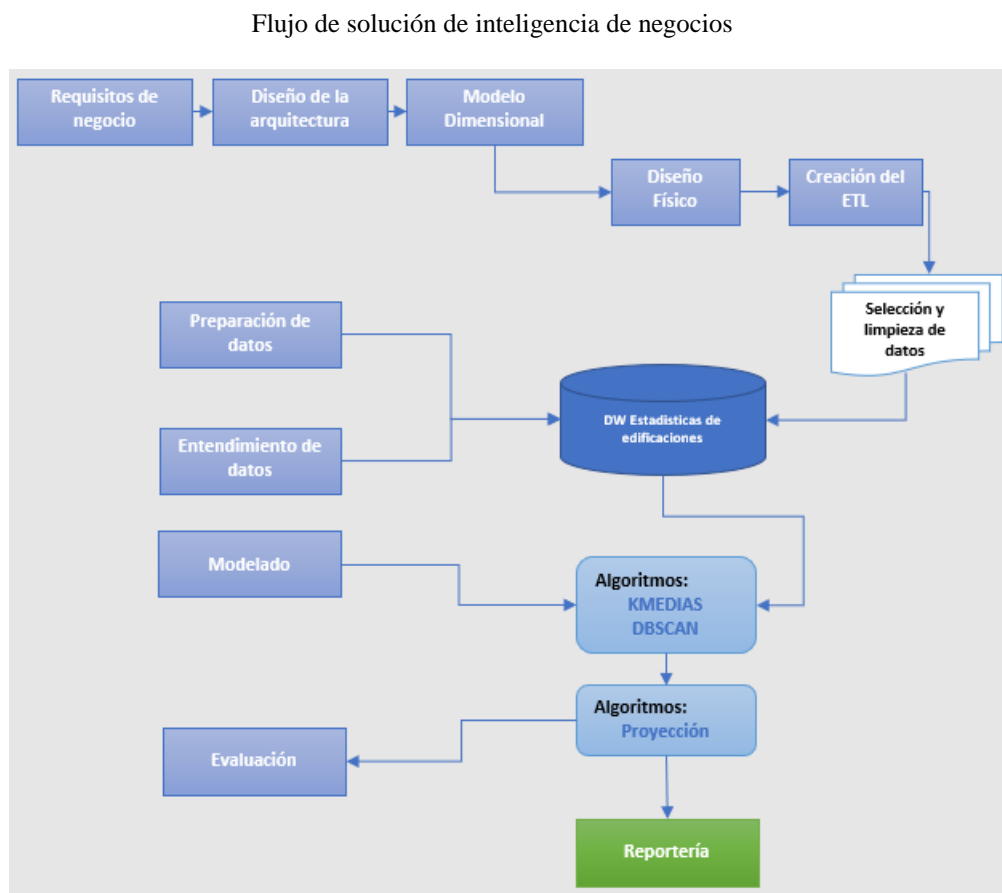 Flujo de solución de inteligencia de negocios
Requisitos de
negocio
Diseño de la
arquitectura
Modelo
Dimensional
Diseño
Físico
Creación del
ETL
Selección y
limpieza de
datos
Preparación de
datos
DW Estadisticas de
edificaciones
Entendimiento de
datos
Modelado
Algoritmos:
KMEDIAS
DBSCAN
Algoritmos:
Proyección
Evaluación
Reportería